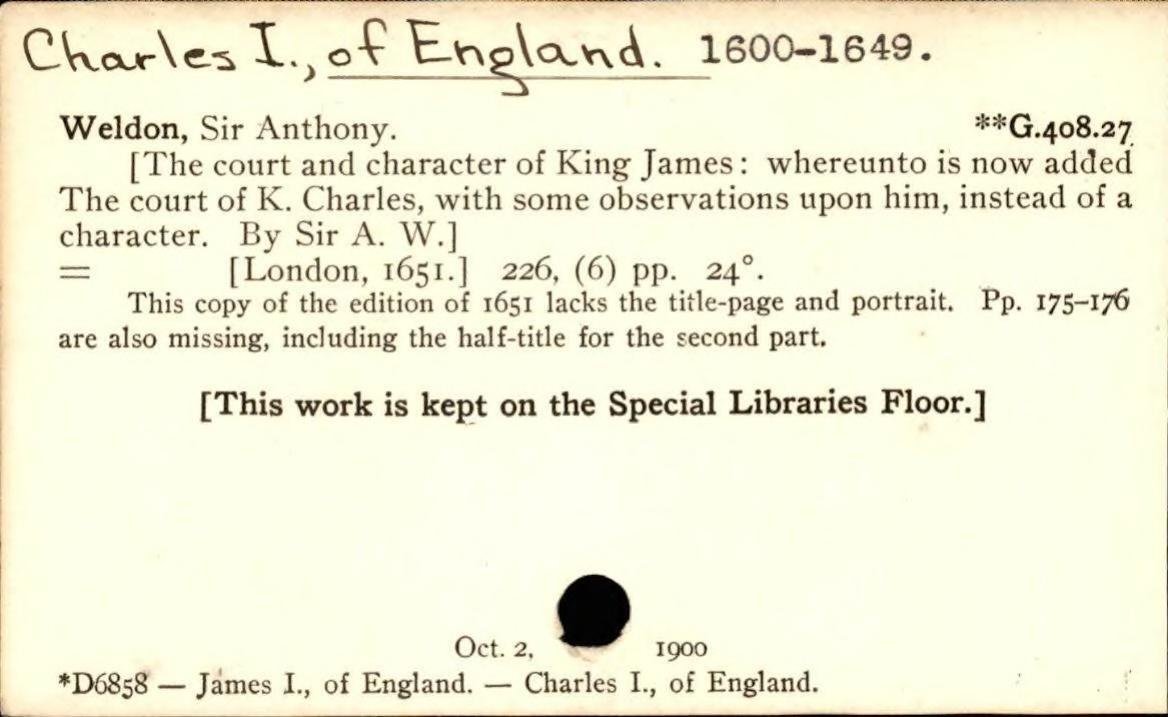 Charles I., of England. 1600-1649.
Weldon, Sir Anthony. **G.408.27
[The court and character of King James: whereunto is now added
The court of K. Charles, with some observations upon him, instead of a
character. By Sir A. W.]
= [London, 1651.] 226, (6) pp. 24°.
This copy of the edition of 1651 lacks the title-page and portrait. Pp. 175–176
are also missing, including the half-title for the second part.
[This work is kept on the Special Libraries Floor.]
Oct. 2, 1900
*D6858 — James I., of England. — Charles I., of England.